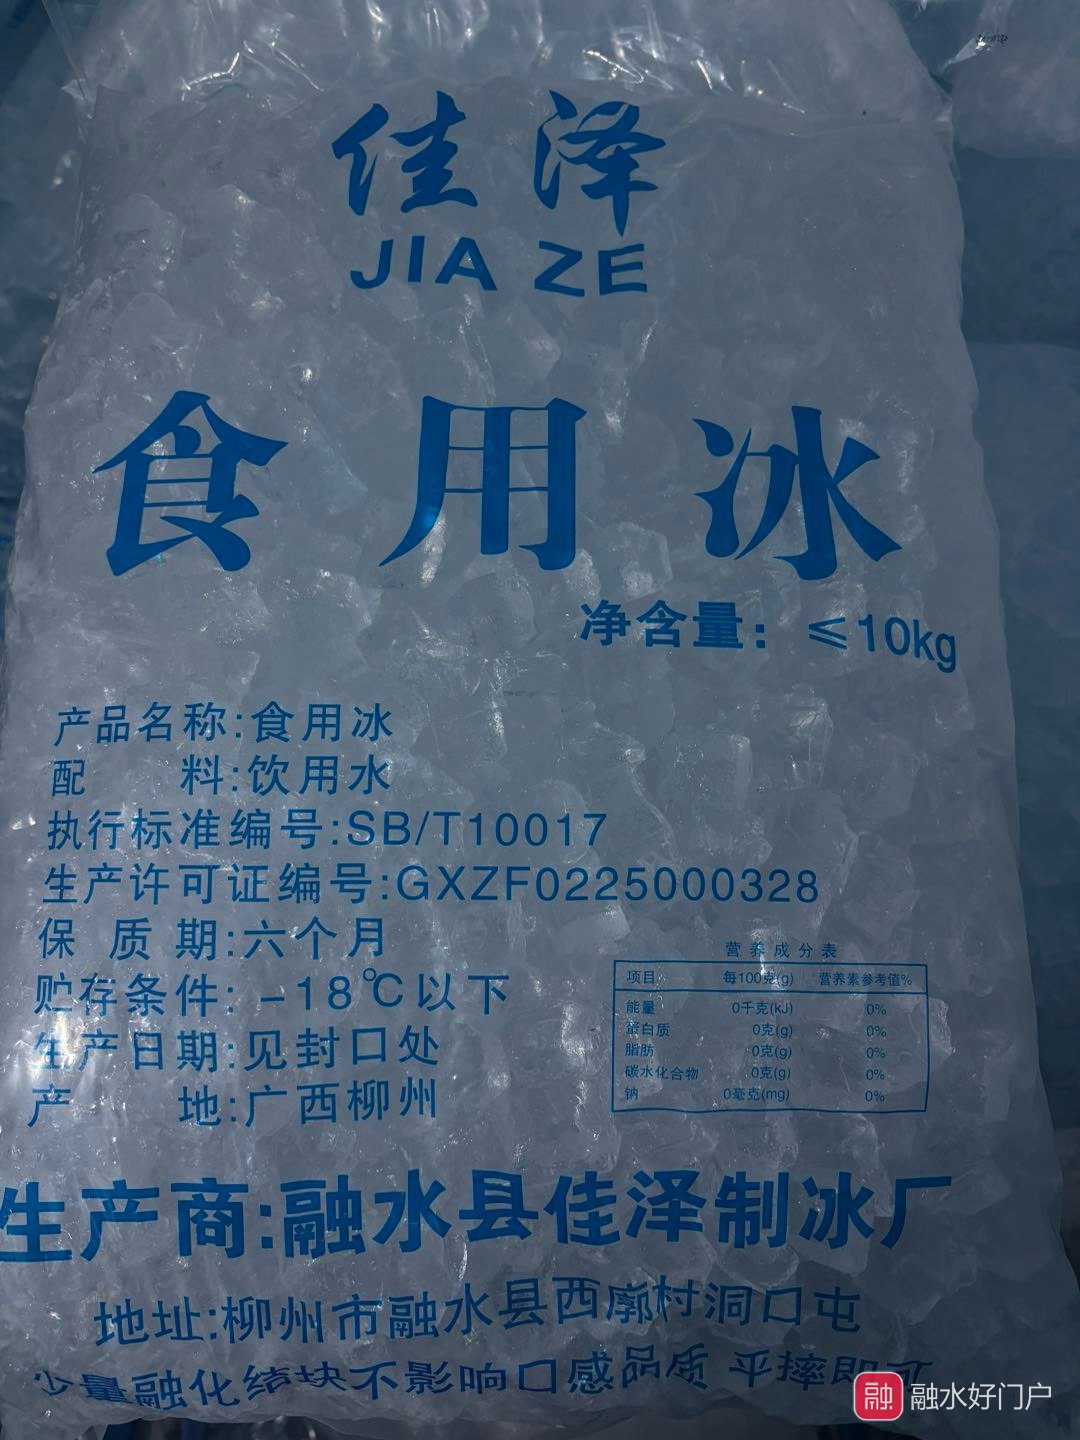 佳泽
JIA ZE
食用冰
净含量：≤10kg
产品名称:食用冰
配 料:饮用水
执行标准编号:SB/T10017
生产许可证编号:GXZF0225000328
保质期:六个月
贮存条件: -18℃以下
生产日期:见封口处
产 地:广西柳州
营养成分表
项目 每100克(g) 营养素参考值%
能量 0千克(kJ) 0%
蛋白质 0克(g) 0%
脂肪 0克(g) 0%
碳水化合物 0克(g) 0%
钠 0毫克(mg) 0%
生产商:融水县佳泽制冰厂
地址:柳州市融水县西廓村洞口屯
少量融化结块不影响口感品质 平摔即可
融 融水好门户